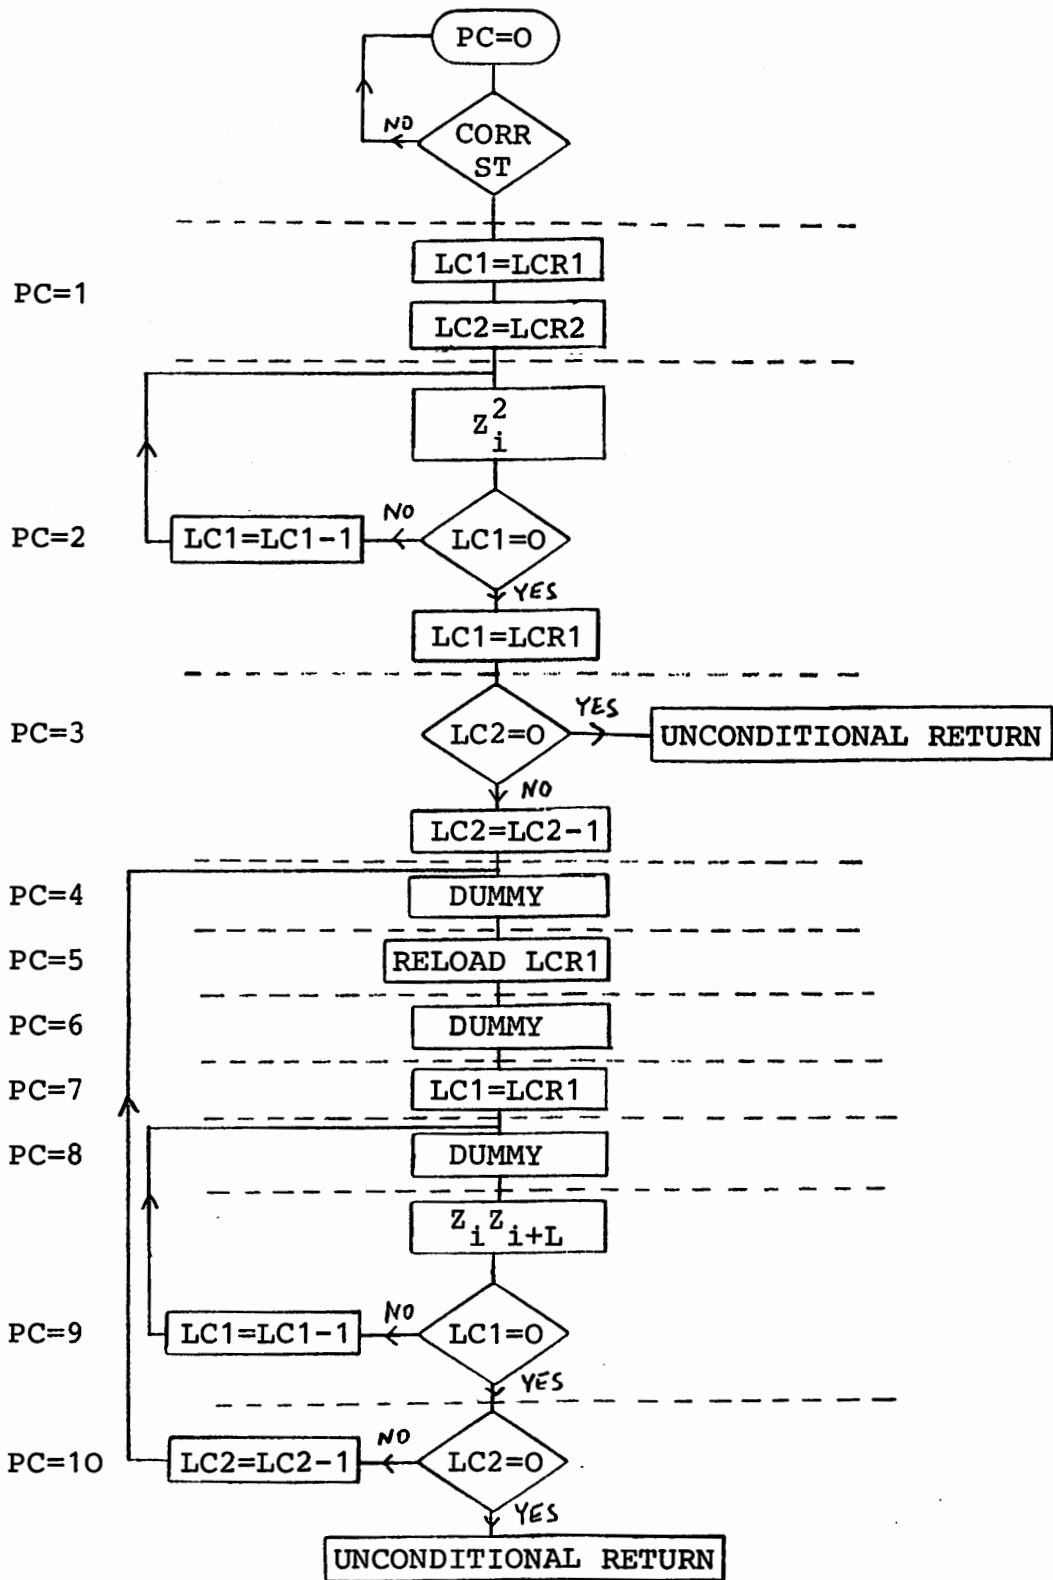 PC=0
NO
CORR
ST
LC1=LCR1
PC=1
LC2=LCR2
Z_i^2
NO
PC=2
LC1=LC1-1
LC1=0
YES
LC1=LCR1
YES
PC=3
LC2=0
UNCONDITIONAL RETURN
NO
LC2=LC2-1
PC=4
DUMMY
PC=5
RELOAD LCR1
PC=6
DUMMY
PC=7
LC1=LCR1
PC=8
DUMMY
Z_i Z_{i+L}
NO
PC=9
LC1=LC1-1
LC1=0
YES
NO
PC=10
LC2=LC2-1
LC2=0
YES
UNCONDITIONAL RETURN